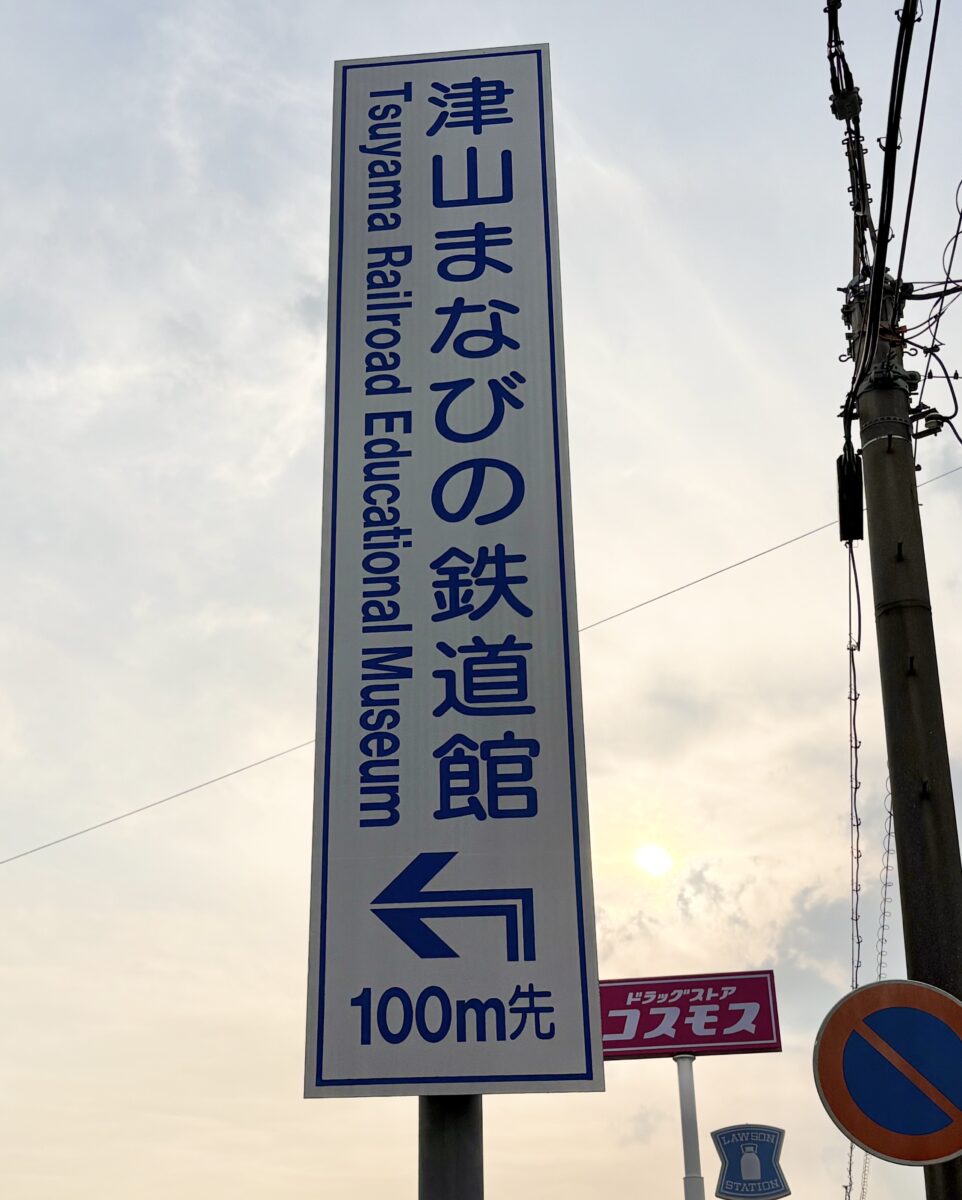 津山まなびの鉄道館
Tsuyama Railroad Educational Museum
100m先
ドラッグストア
コスモス
LAWSON
STATION